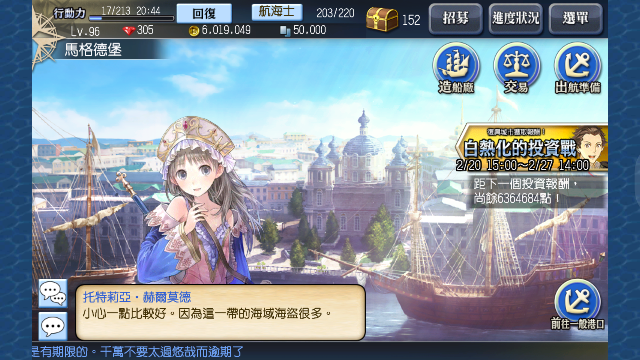 行動力 17/213 20:44
回復
航海士 203/220
152
招募
進度狀況
選單
Lv.96
305
6,019,049
50,000
馬格德堡
造船廠
交易
出航準備
白熱化的投資戰
2/20 15:00～2/27 14:00
距下一個投資報酬，
尚餘6364684點！
托特莉亞·赫爾莫德
小心一點比較好。因為這一帶的海域海盜很多。
前往一般港口
是有期限的。千萬不要太過悠哉而逾期了